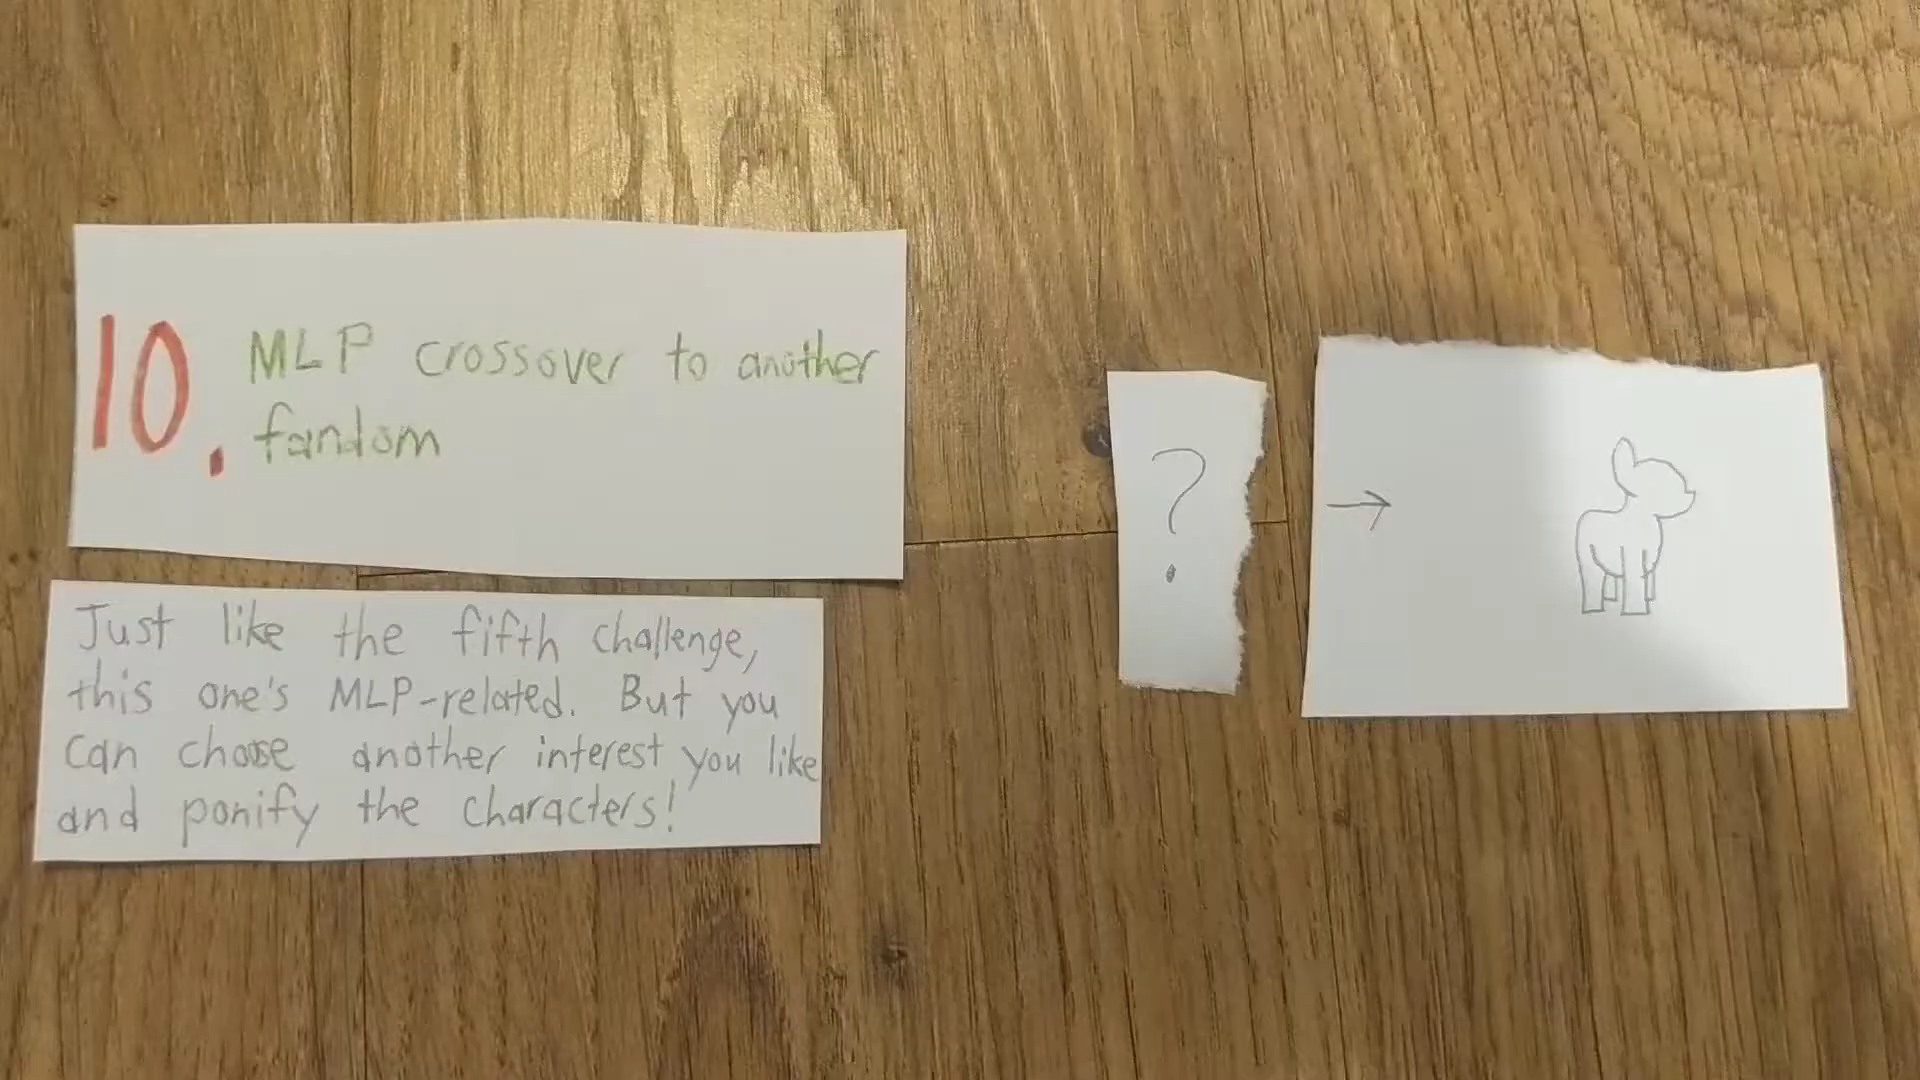 10. MLP crossover to another
fandom
Just like the fifth challenge,
this one's MLP-related. But you
can choose another interest you like
and ponify the characters!
?
→